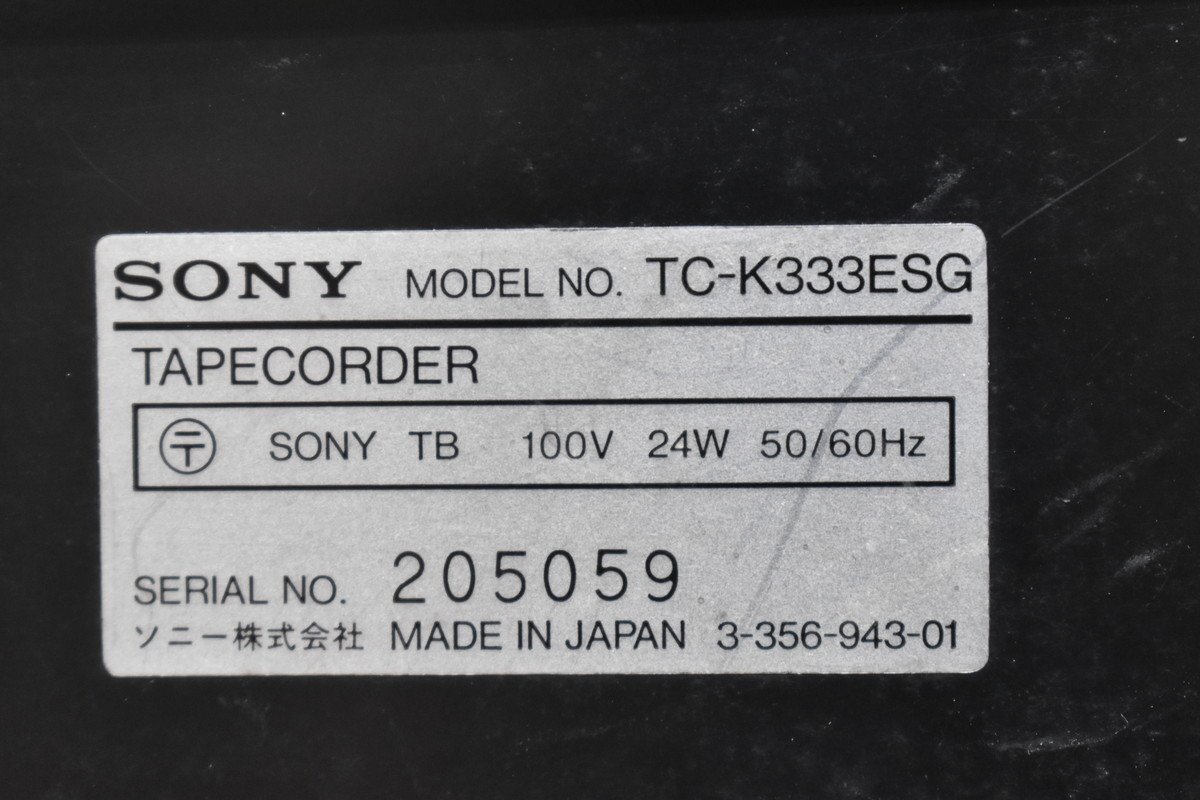 SONY MODEL NO. TC-K333ESG
TAPECORDER
〒 SONY TB 100V 24W 50/60Hz
SERIAL NO. 205059
ソニー株式会社 MADE IN JAPAN 3-356-943-01